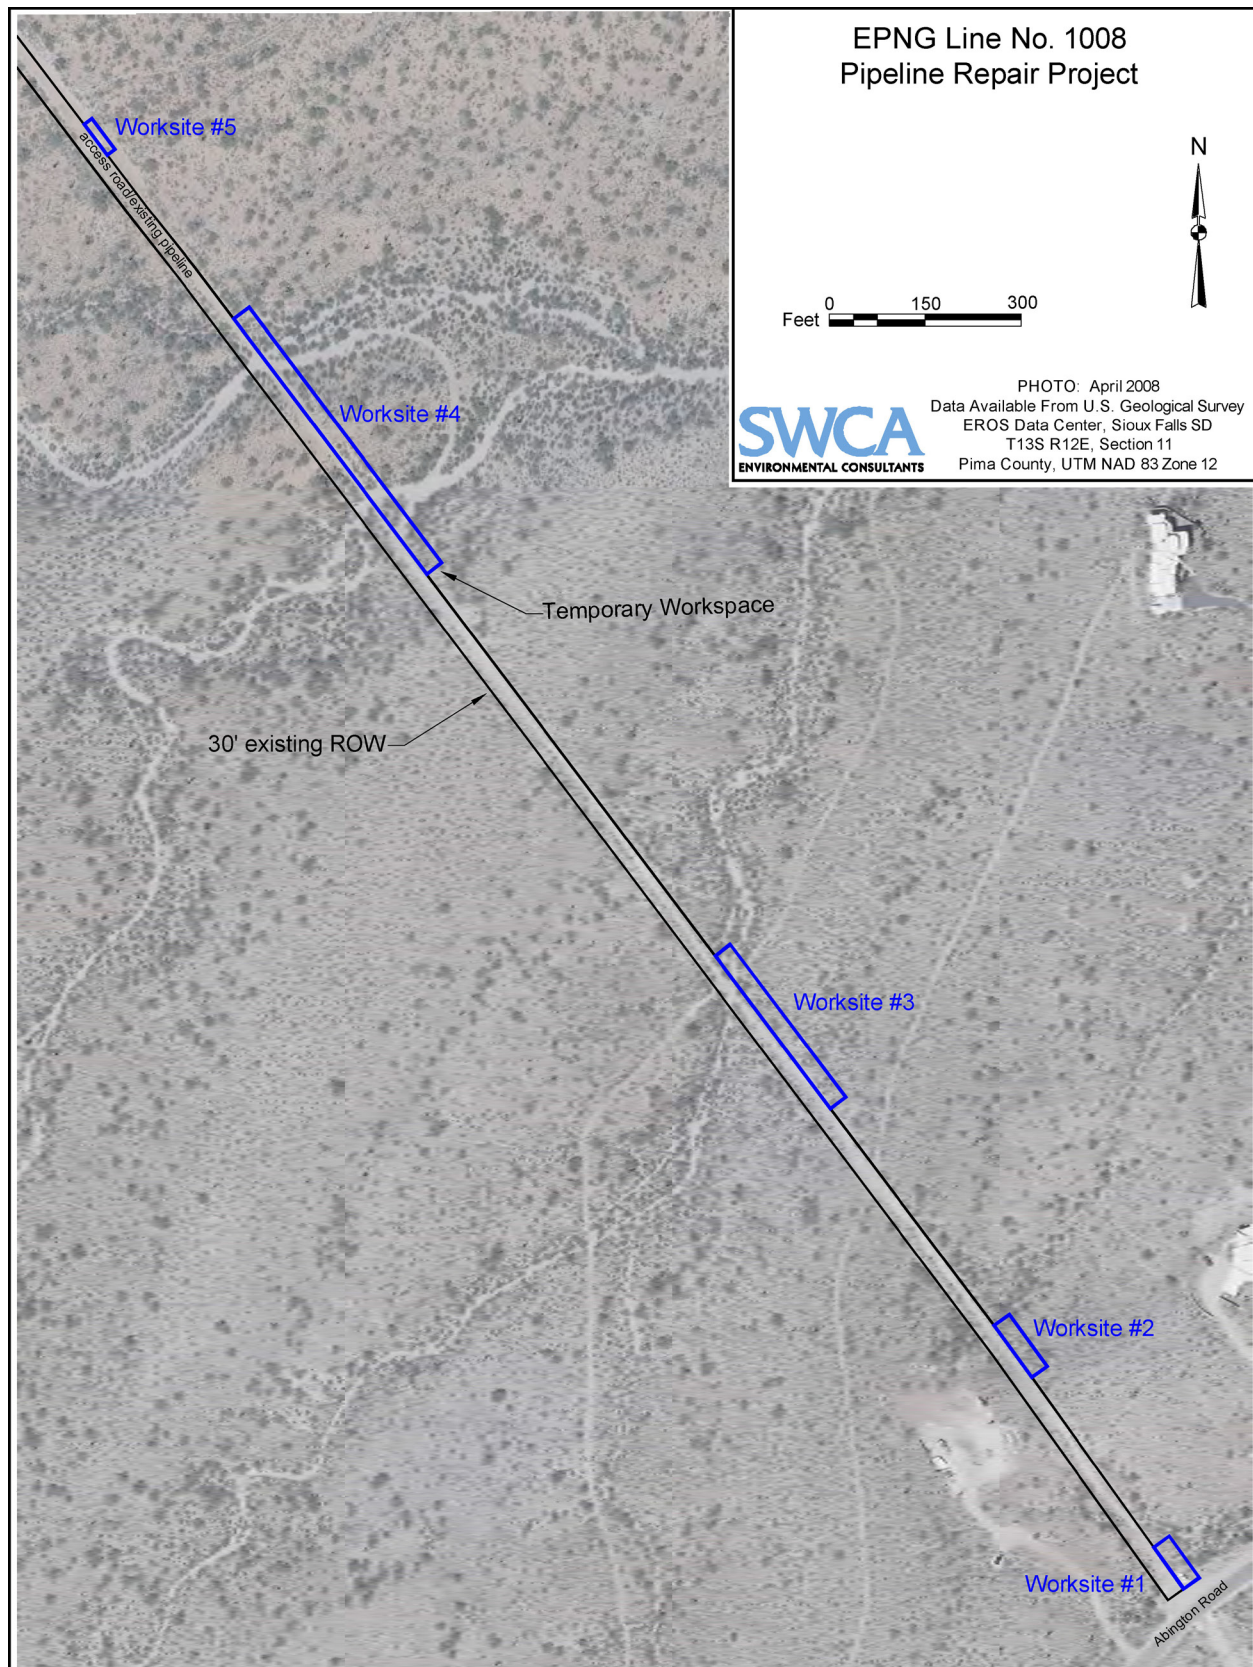 EPNG Line No. 1008
Pipeline Repair Project
N
0 150 300
Feet
PHOTO: April 2008
Data Available From U.S. Geological Survey
EROS Data Center, Sioux Falls SD
T13S R12E, Section 11
Pima County, UTM NAD 83 Zone 12
SWCA
ENVIRONMENTAL CONSULTANTS
Worksite #5
access road/existing pipeline
Worksite #4
Temporary Workspace
30' existing ROW
Worksite #3
Worksite #2
Worksite #1
Abington Road